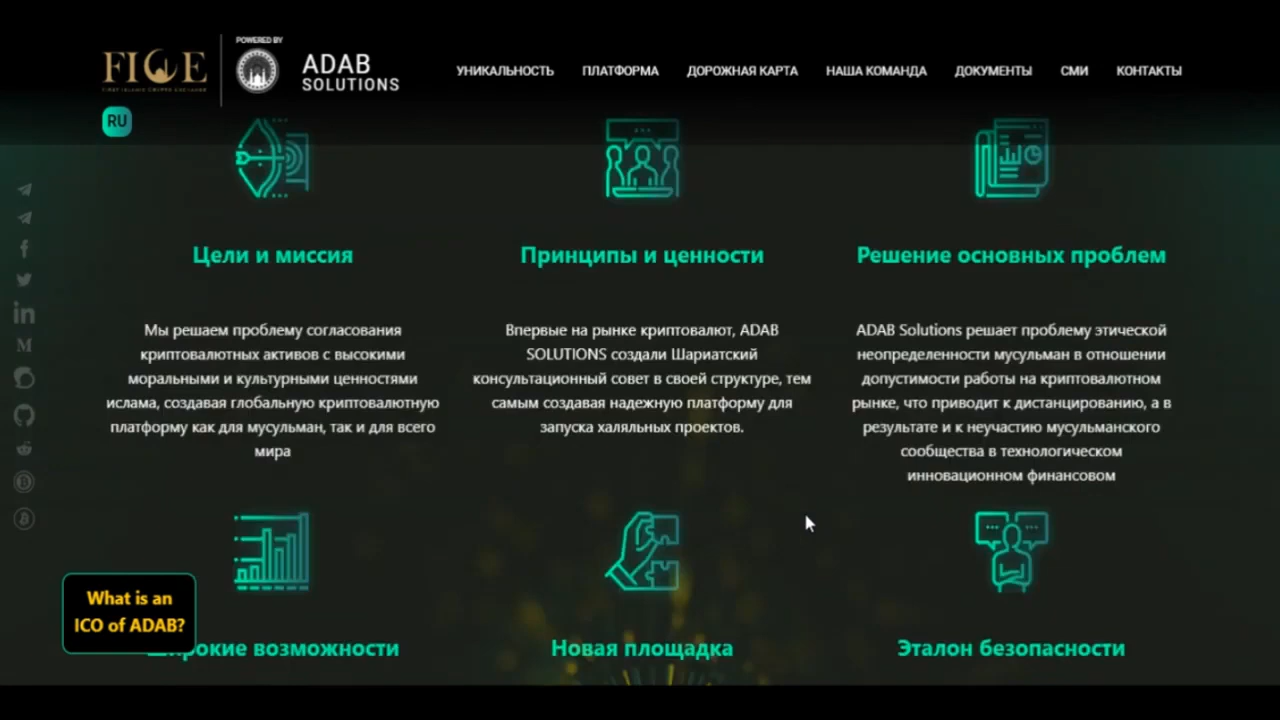 FICE
FIRST ISLAMIC CRYPTO EXCHANGE
POWERED BY
ADAB
SOLUTIONS
УНИКАЛЬНОСТЬ ПЛАТФОРМА ДОРОЖНАЯ КАРТА НАША КОМАНДА ДОКУМЕНТЫ СМИ КОНТАКТЫ
RU
Цели и миссия
Мы решаем проблему согласования
криптовалютных активов с высокими
моральными и культурными ценностями
ислама, создавая глобальную криптовалютную
платформу как для мусульман, так и для всего
мира
Принципы и ценности
Впервые на рынке криптовалют, ADAB
SOLUTIONS создали Шариатский
консультационный совет в своей структуре, тем
самым создавая надежную платформу для
запуска халяльных проектов.
Решение основных проблем
ADAB Solutions решает проблему этической
неопределенности мусульман в отношении
допустимости работы на криптовалютном
рынке, что приводит к дистанцированию, а в
результате и к неучастию мусульманского
сообщества в технологическом
инновационном финансовом
What is an
ICO of ADAB?
Широкие возможности
Новая площадка
Эталон безопасности